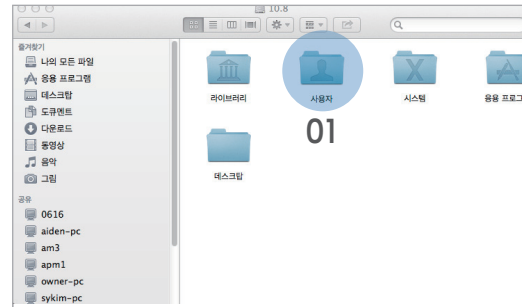 10.8
즐겨찾기
나의 모든 파일
응용 프로그램
데스크탑
도큐멘트
다운로드
동영상
음악
그림
공유
0616
aiden-pc
am3
apm1
owner-pc
sykim-pc
라이브러리
사용자
시스템
응용 프로그
01
데스크탑